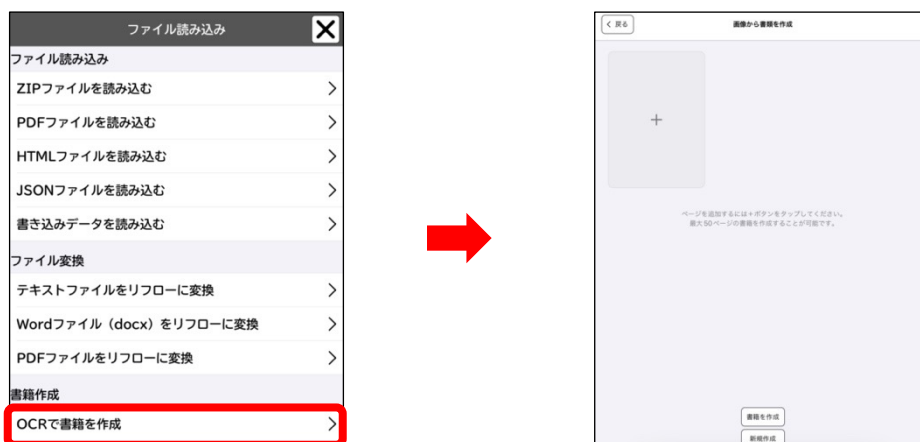 ファイル読み込み
ファイル読み込み
ZIPファイルを読み込む
PDFファイルを読み込む
HTMLファイルを読み込む
JSONファイルを読み込む
書き込みデータを読み込む
ファイル変換
テキストファイルをリフローに変換
Wordファイル（docx）をリフローに変換
PDFファイルをリフローに変換
書籍作成
OCRで書籍を作成
戻る
画像から書籍を作成
ページを追加するには＋ボタンをタップしてください。
最大50ページの書籍を作成することが可能です。
書籍を作成
新規作成